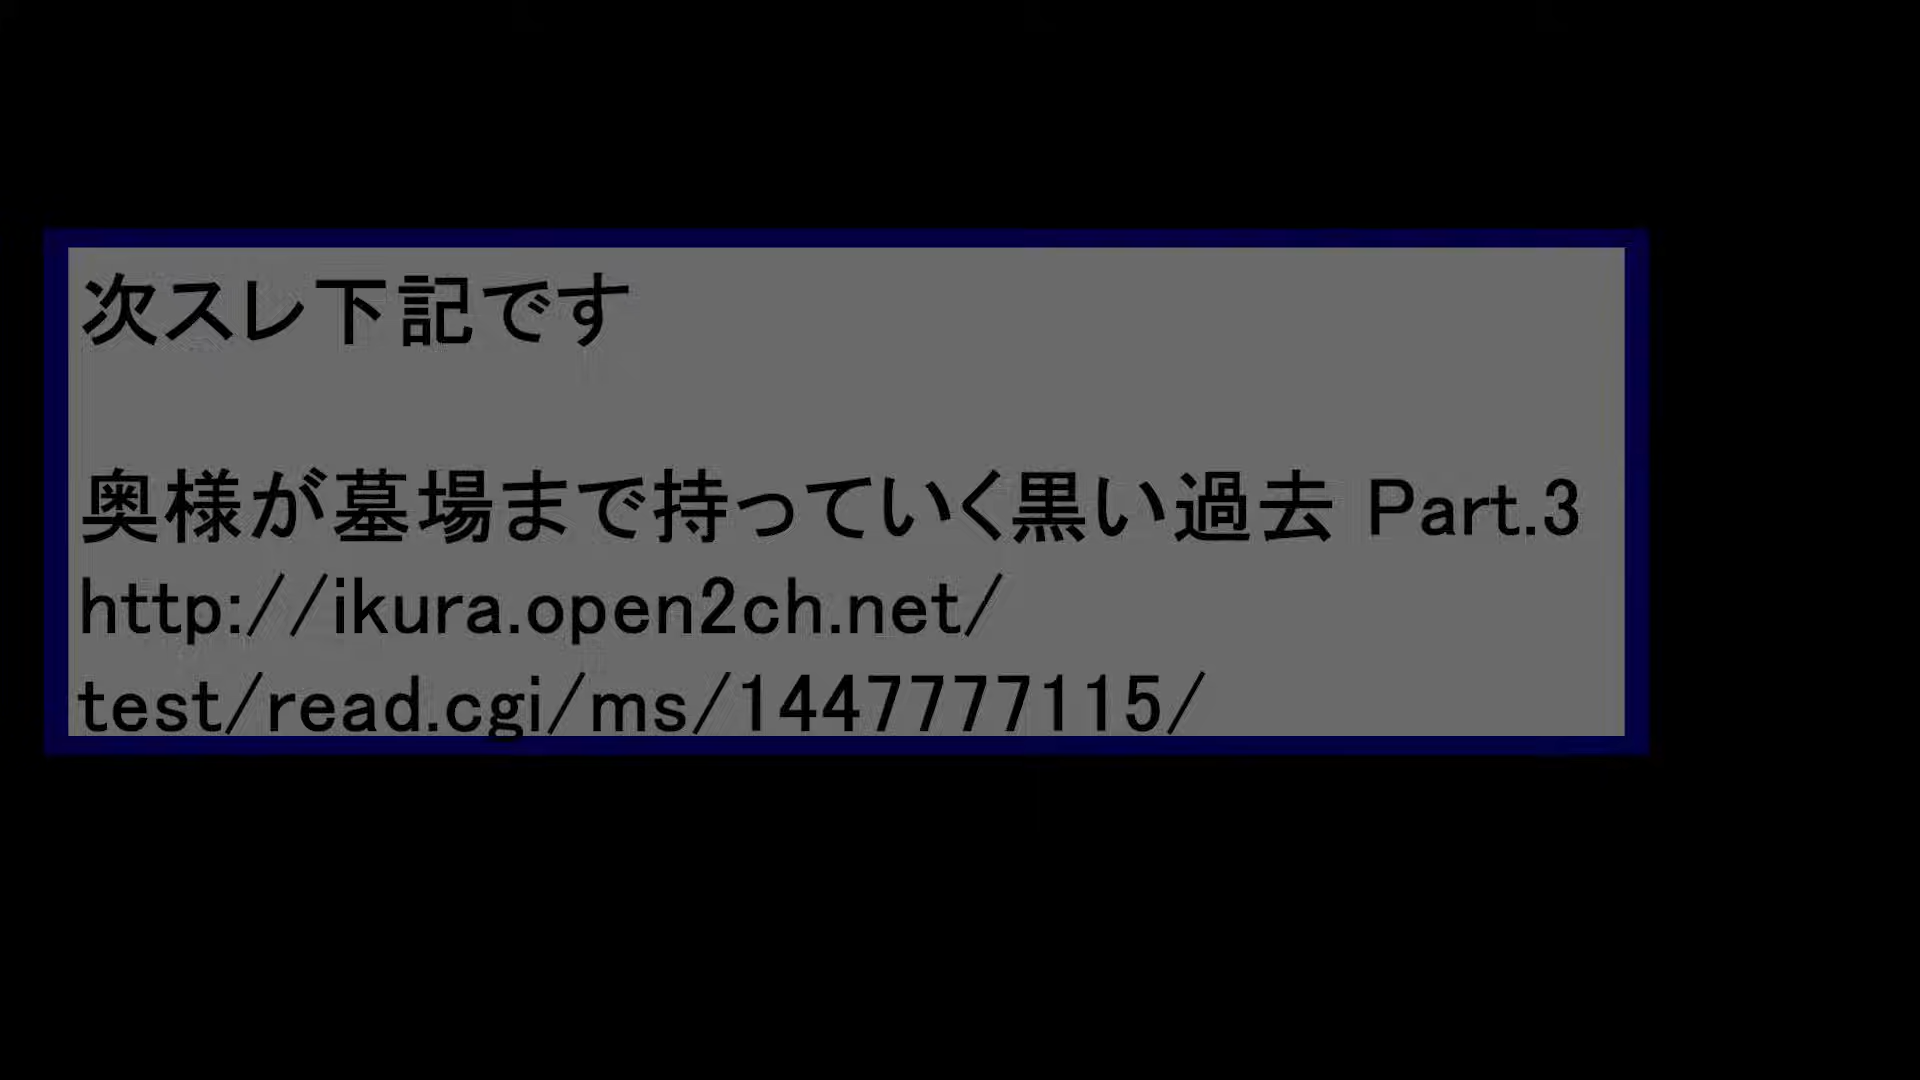 次スレ下記です
奥様が墓場まで持っていく黒い過去 Part.3
http://ikura.open2ch.net/
test/read.cgi/ms/1447777115/